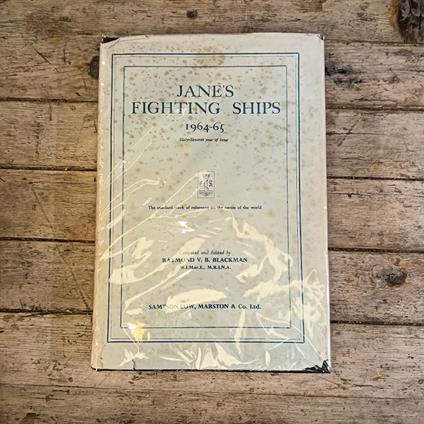 JANE'S
FIGHTING SHIPS
1964-65
Sixty-Seventh year of Issue
The standard work of reference on the navies of the world
Compiled and Edited by
RAYMOND V. B. BLACKMAN
M.I.Mar.E., M.R.I.N.A.
SAMPSON LOW, MARSTON & Co. Ltd.